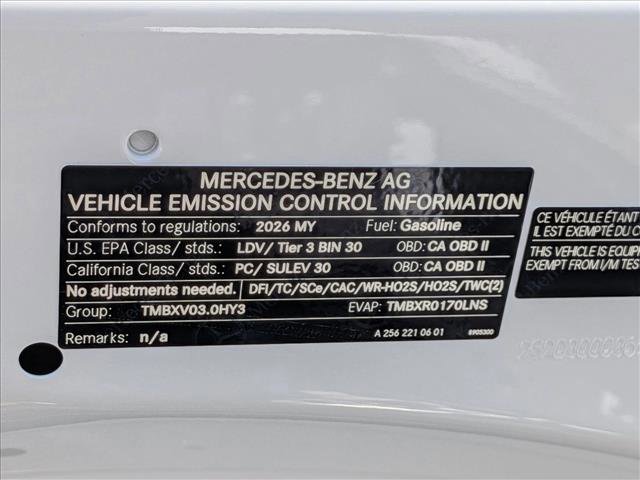 MERCEDES-BENZ AG
VEHICLE EMISSION CONTROL INFORMATION
Conforms to regulations: 2026 MY Fuel: Gasoline
U.S. EPA Class/ stds.: LDV/ Tier 3 BIN 30 OBD: CA OBD II
California Class/ stds.: PC/ SULEV 30 OBD: CA OBD II
No adjustments needed. DFI/TC/SCe/CAC/WR-HO2S/HO2S/TWC(2)
Group: TMBXV03.0HY3 EVAP: TMBXR0170LNS
Remarks: n/a A 256 221 06 01 8905300
CE VÉHICULE ÉTANT
IL EST EXEMPTÉ DU C
THIS VEHICLE IS EQUIP
EXEMPT FROM I/M TES